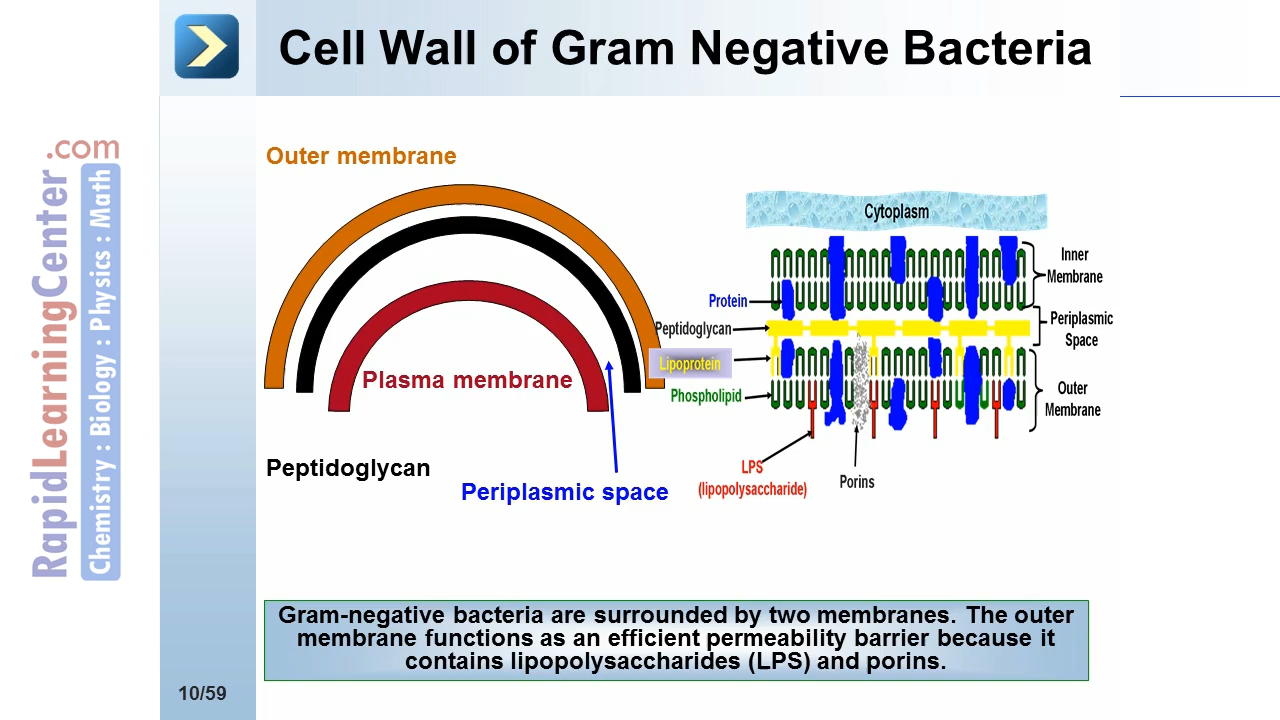 Cell Wall of Gram Negative Bacteria
RapidLearningCenter.com
Chemistry : Biology : Physics : Math
Outer membrane
Plasma membrane
Peptidoglycan
Periplasmic space
Cytoplasm
Inner
Membrane
Protein
Peptidoglycan
Periplasmic
Space
Lipoprotein
Phospholipid
Outer
Membrane
LPS
(lipopolysaccharide)
Porins
Gram-negative bacteria are surrounded by two membranes. The outer
membrane functions as an efficient permeability barrier because it
contains lipopolysaccharides (LPS) and porins.
10/59